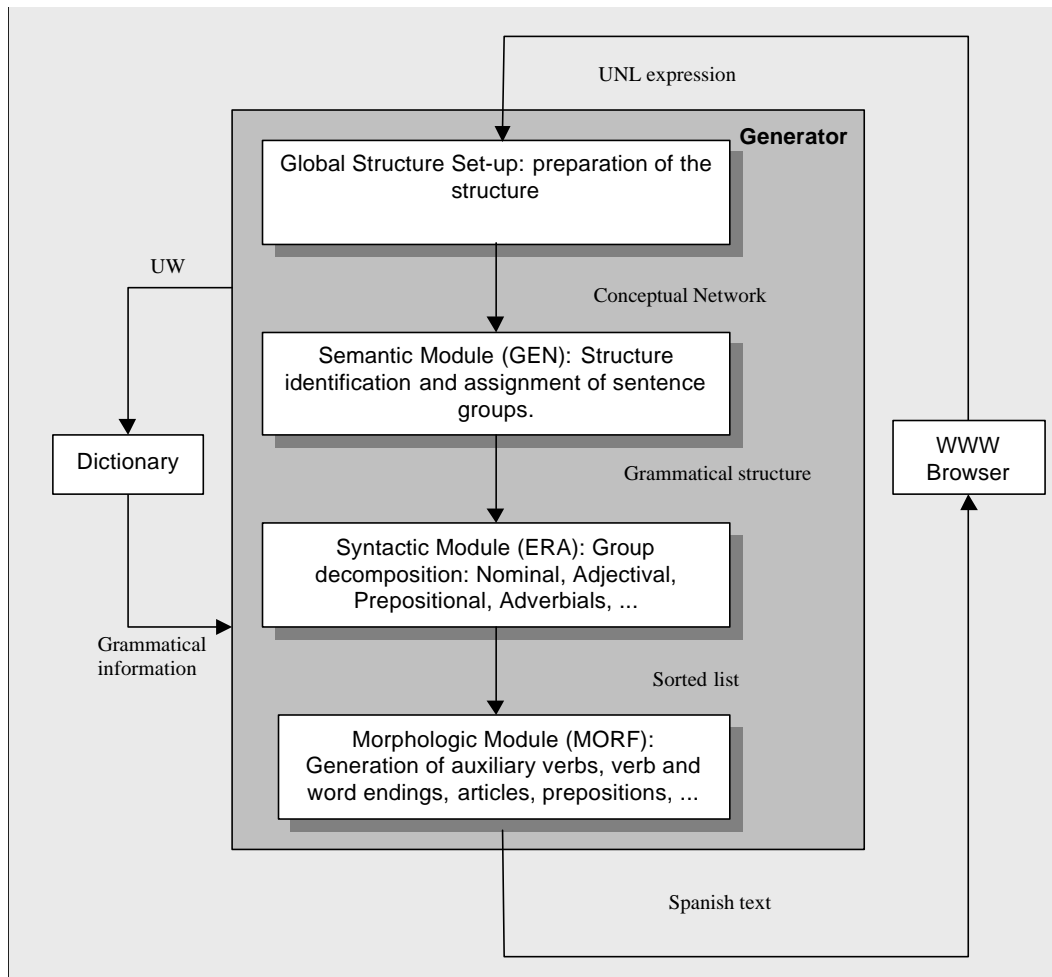 UNL expression
Generator
Global Structure Set-up: preparation of the
structure
UW
Conceptual Network
Semantic Module (GEN): Structure
identification and assignment of sentence
groups.
Dictionary
WWW
Browser
Grammatical structure
Syntactic Module (ERA): Group
decomposition: Nominal, Adjectival,
Prepositional, Adverbials, ...
Grammatical
information
Sorted list
Morphologic Module (MORF):
Generation of auxiliary verbs, verb and
word endings, articles, prepositions, ...
Spanish text